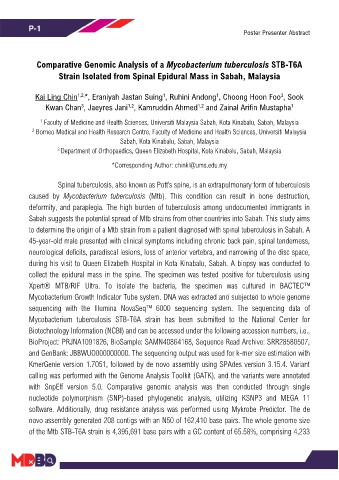 P-1
Poster Presenter Abstract
Comparative Genomic Analysis of a Mycobacterium tuberculosis STB-T6A
Strain Isolated from Spinal Epidural Mass in Sabah, Malaysia
Kai Ling Chin1,2,*, Eraniyah Jastan Suing1, Ruhini Andong1, Choong Hoon Foo3, Sook
Kwan Chan3, Jaeyres Jani1,2, Kamruddin Ahmed1,2 and Zainal Arifin Mustapha1
1 Faculty of Medicine and Health Sciences, Universiti Malaysia Sabah, Kota Kinabalu, Sabah, Malaysia
2 Borneo Medical and Health Research Centre, Faculty of Medicine and Health Sciences, Universiti Malaysia
Sabah, Kota Kinabalu, Sabah, Malaysia
3 Department of Orthopaedics, Queen Elizabeth Hospital, Kota Kinabalu, Sabah, Malaysia
*Corresponding Author: chinkl@ums.edu.my
Spinal tuberculosis, also known as Pott's spine, is an extrapulmonary form of tuberculosis
caused by Mycobacterium tuberculosis (Mtb). This condition can result in bone destruction,
deformity, and paraplegia. The high burden of tuberculosis among undocumented immigrants in
Sabah suggests the potential spread of Mtb strains from other countries into Sabah. This study aims
to determine the origin of a Mtb strain from a patient diagnosed with spinal tuberculosis in Sabah. A
45-year-old male presented with clinical symptoms including chronic back pain, spinal tenderness,
neurological deficits, paradiscal lesions, loss of anterior vertebra, and narrowing of the disc space,
during his visit to Queen Elizabeth Hospital in Kota Kinabalu, Sabah. A biopsy was conducted to
collect the epidural mass in the spine. The specimen was tested positive for tuberculosis using
Xpert® MTB/RIF Ultra. To isolate the bacteria, the specimen was cultured in BACTEC™
Mycobacterium Growth Indicator Tube system. DNA was extracted and subjected to whole genome
sequencing with the Illumina NovaSeq™ 6000 sequencing system. The sequencing data of
Mycobacterium tuberculosis STB-T6A strain has been submitted to the National Center for
Biotechnology Information (NCBI) and can be accessed under the following accession numbers, i.e.,
BioProject: PRJNA1091826, BioSample: SAMN40864168, Sequence Read Archive: SRR28580507,
and GenBank: JBBWUO000000000. The sequencing output was used for k-mer size estimation with
KmerGenie version 1.7051, followed by de novo assembly using SPAdes version 3.15.4. Variant
calling was performed with the Genome Analysis Toolkit (GATK), and the variants were annotated
with SnpEff version 5.0. Comparative genomic analysis was then conducted through single
nucleotide polymorphism (SNP)-based phylogenetic analysis, utilizing KSNP3 and MEGA 11
software. Additionally, drug resistance analysis was performed using Mykrobe Predictor. The de
novo assembly generated 208 contigs with an N50 of 162,410 base pairs. The whole genome size
of the Mtb STB-T6A strain is 4,395,691 base pairs with a GC content of 65.58%, comprising 4,233